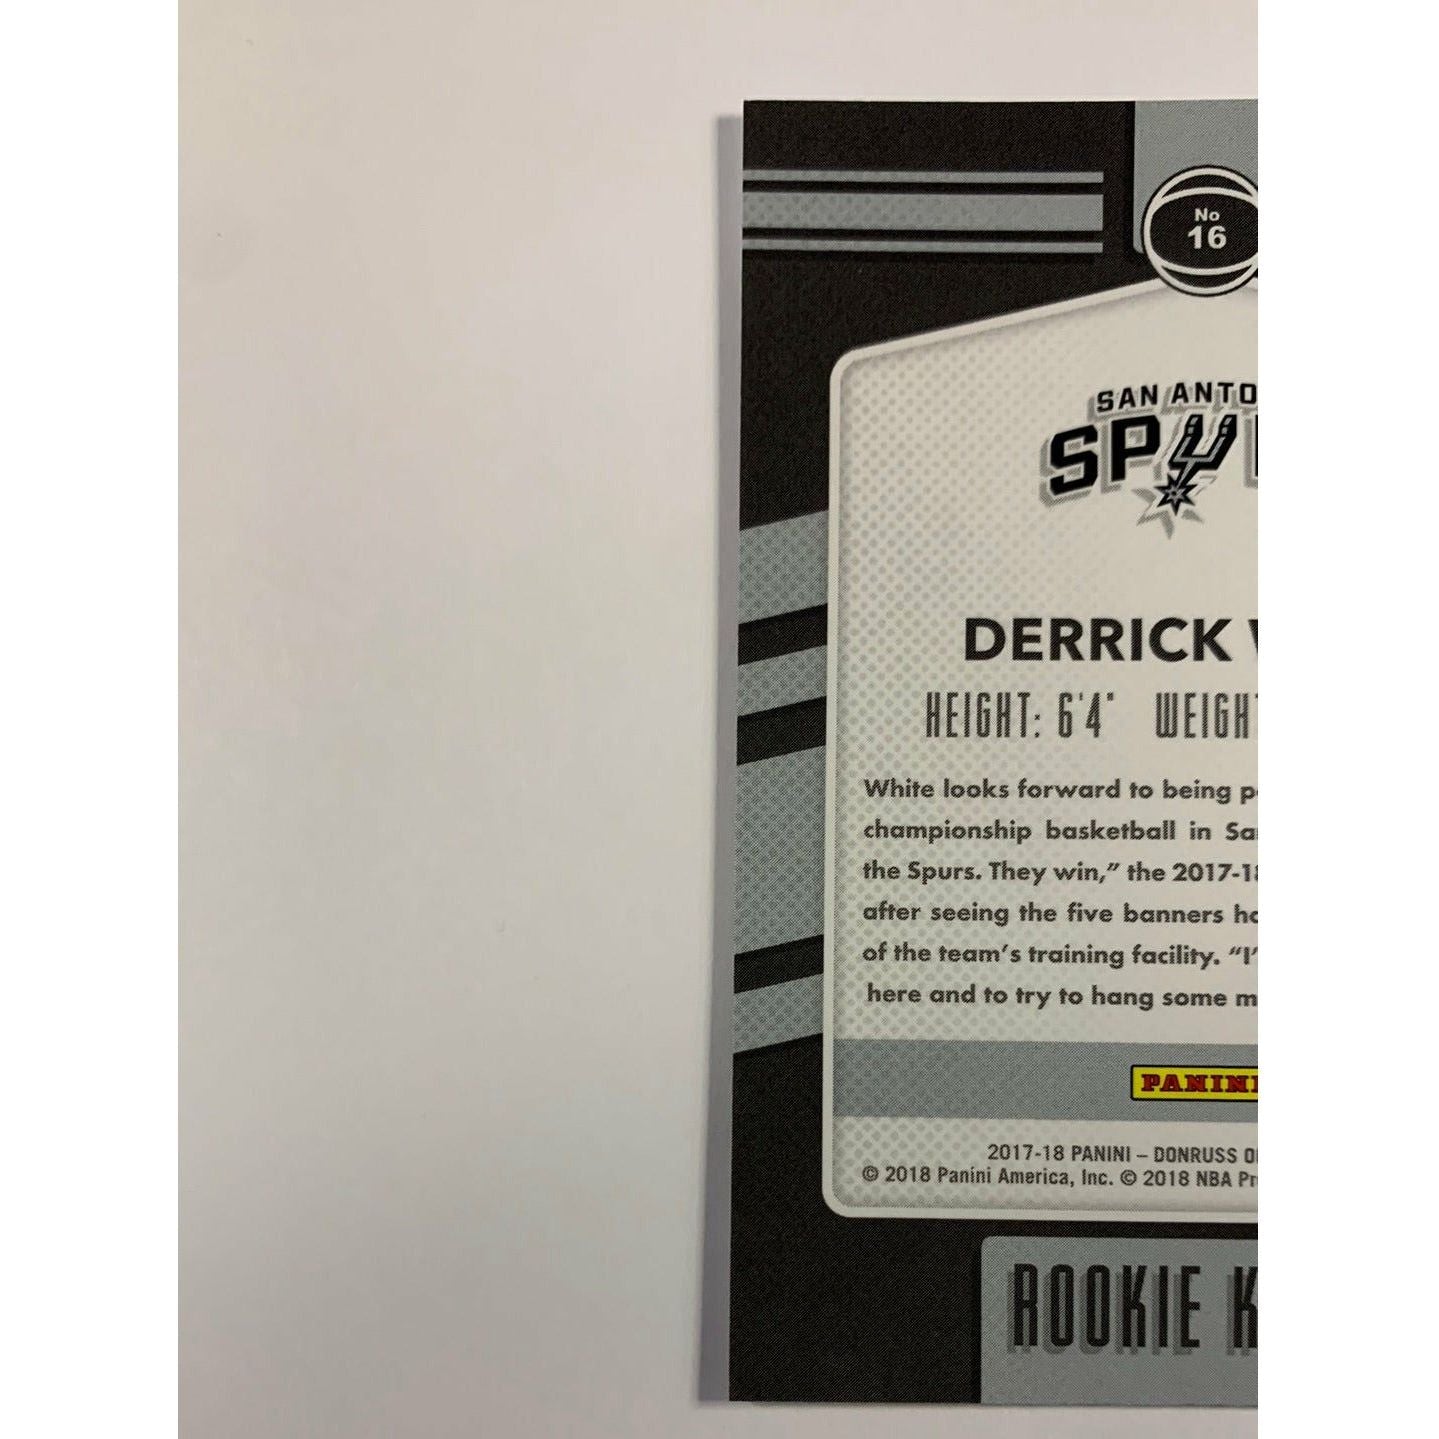 No
16
SAN ANTO
SPU
DERRICK
HEIGHT: 6'4" WEIGHT
White looks forward to being p
championship basketball in Sa
the Spurs. They win,” the 2017-18
after seeing the five banners ha
of the team’s training facility. “I’
here and to try to hang some m
PANINI
2017-18 PANINI – DONRUSS O
© 2018 Panini America, Inc. © 2018 NBA Pr
ROOKIE K